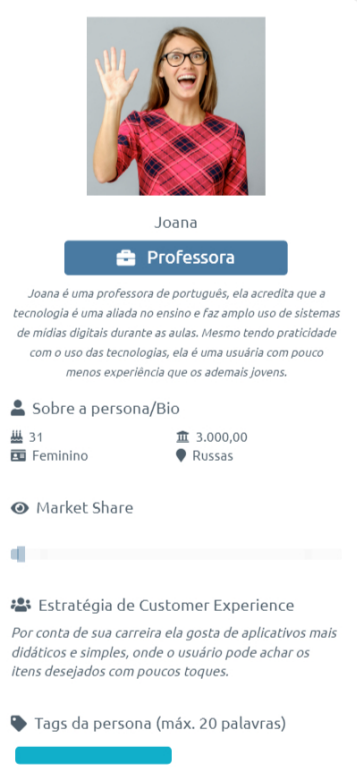 Joana
Professora
Joana é uma professora de português, ela acredita que a
tecnologia é uma aliada no ensino e faz amplo uso de sistemas
de mídias digitais durante as aulas. Mesmo tendo praticidade
com o uso das tecnologias, ela é uma usuária com pouco
menos experiência que os ademais jovens.
Sobre a persona/Bio
31 3.000,00
Feminino Russas
Market Share
Estratégia de Customer Experience
Por conta de sua carreira ela gosta de aplicativos mais
didáticos e simples, onde o usuário pode achar os
itens desejados com poucos toques.
Tags da persona (máx. 20 palavras)